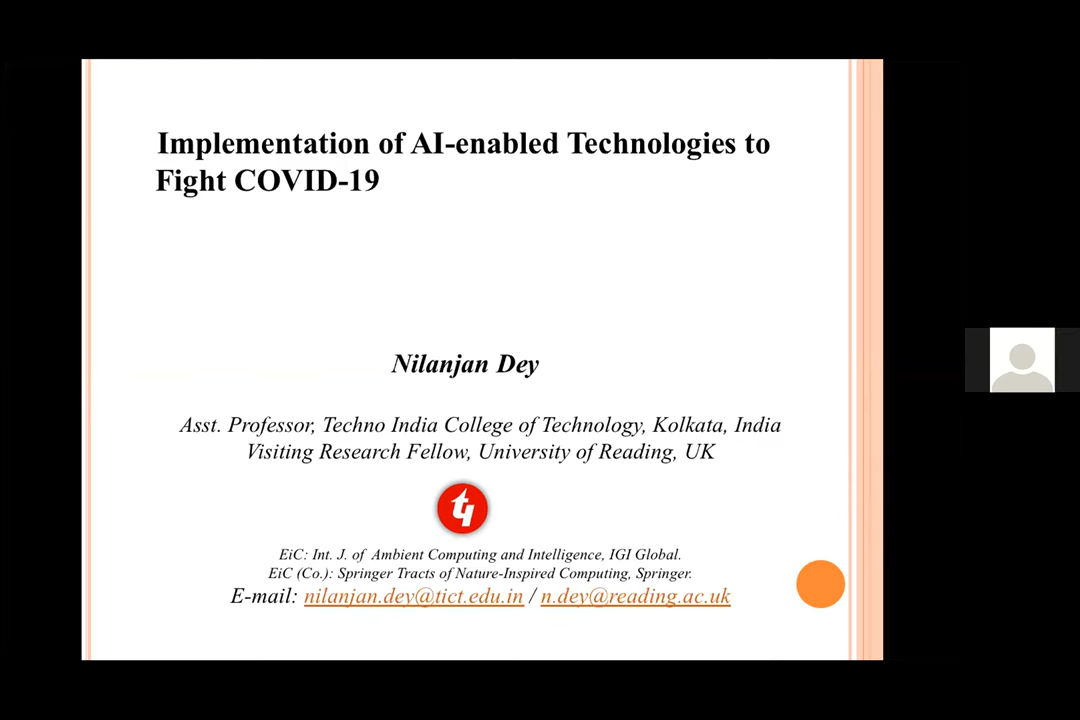 Implementation of AI-enabled Technologies to
Fight COVID-19
Nilanjan Dey
Asst. Professor, Techno India College of Technology, Kolkata, India
Visiting Research Fellow, University of Reading, UK
EiC: Int. J. of Ambient Computing and Intelligence, IGI Global.
EiC (Co.): Springer Tracts of Nature-Inspired Computing, Springer.
E-mail: nilanjan.dey@tict.edu.in / n.dey@reading.ac.uk